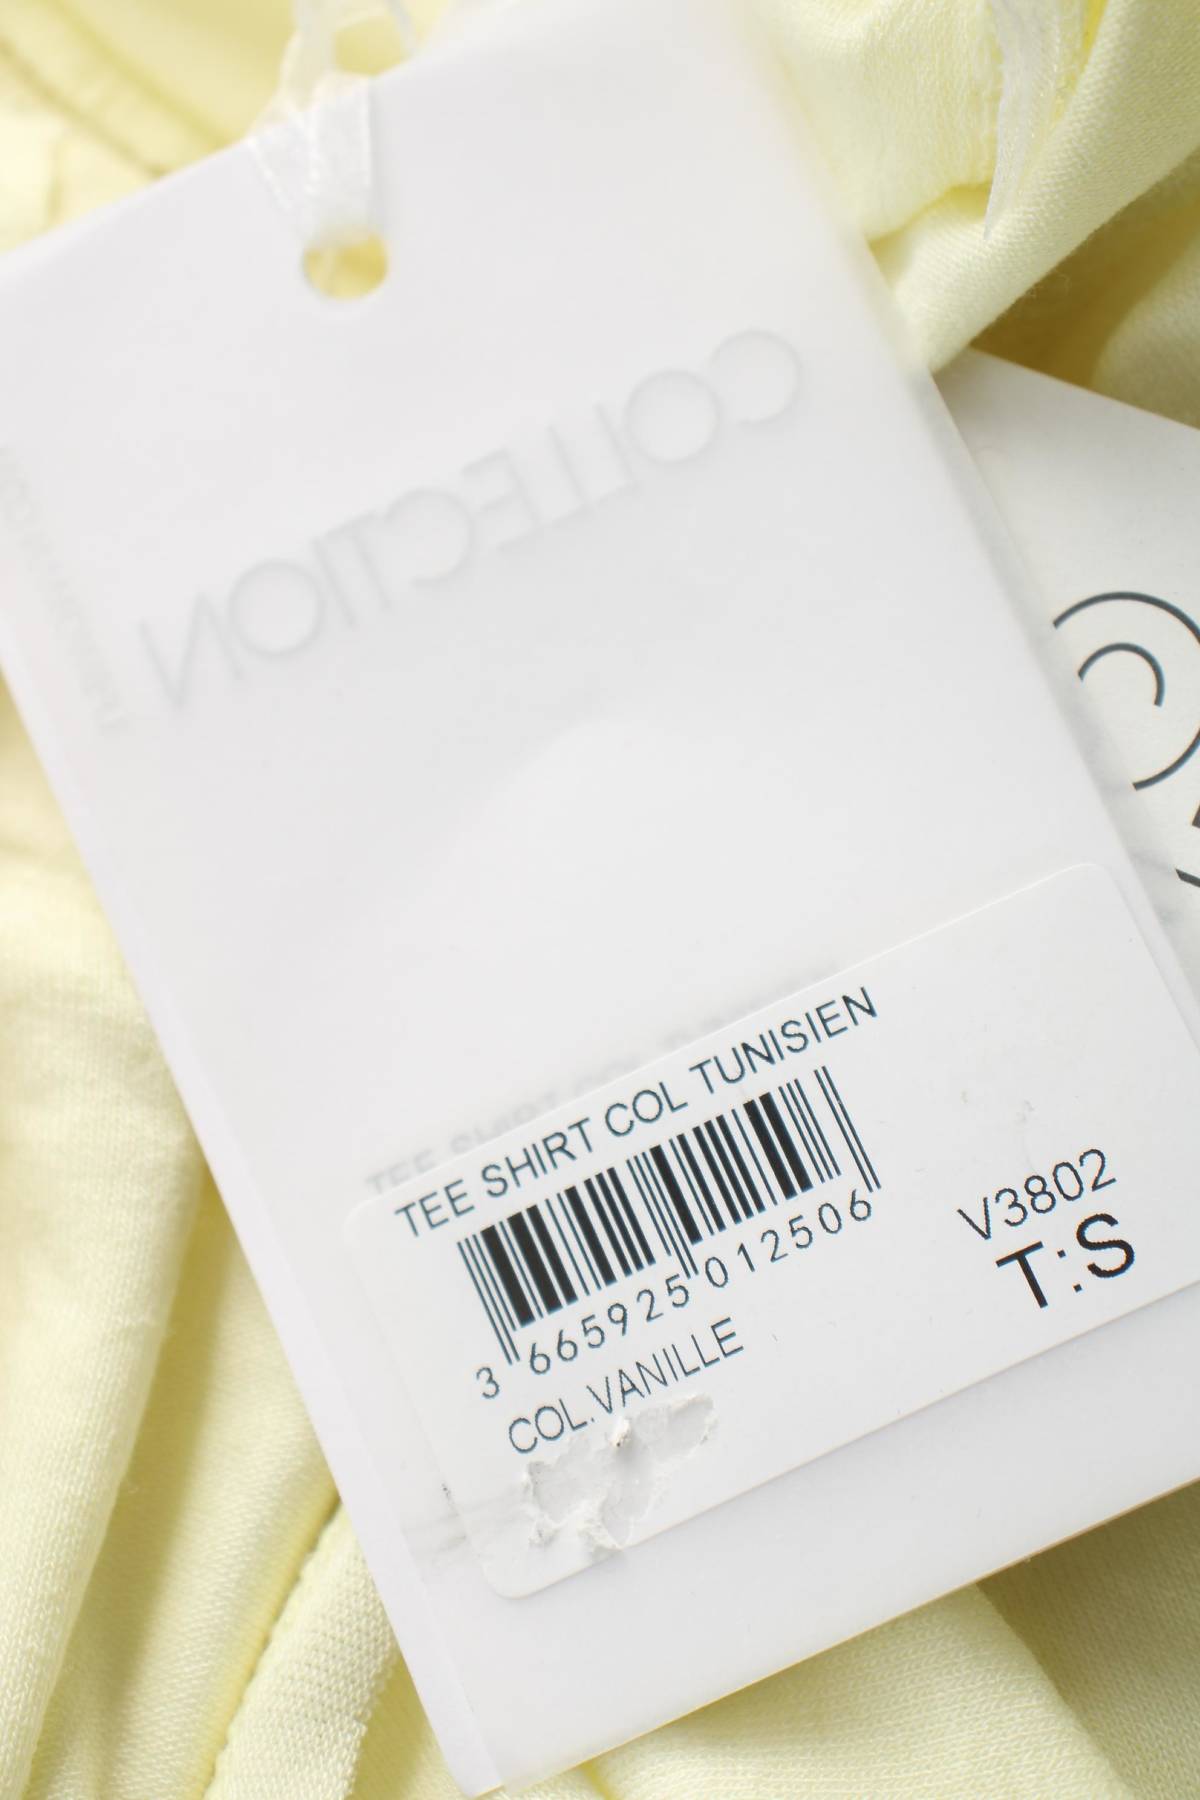 COLLECTION
TEE SHIRT COL TUNISIEN
3 665925 012506
V3802
T:S
COL.VANILLE